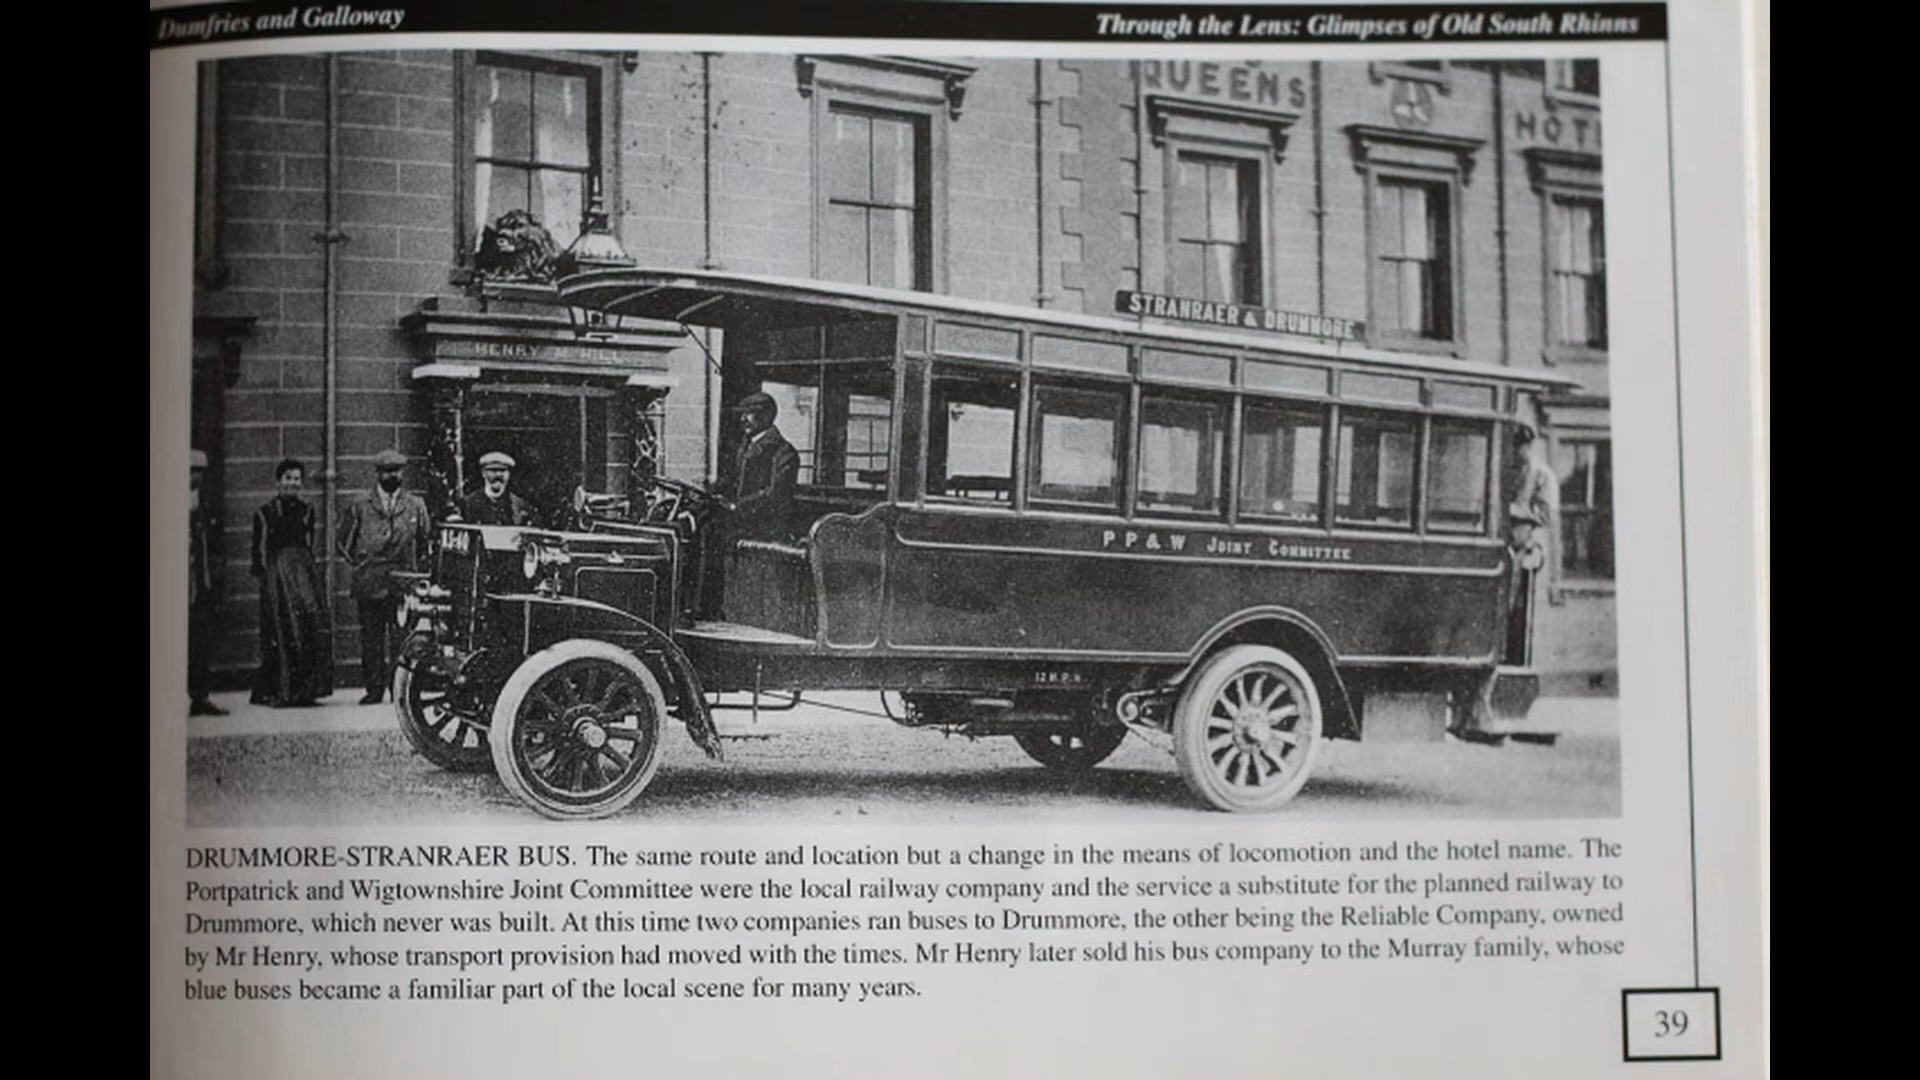 Dumfries and Galloway
Through the Lens: Glimpses of Old South Rhinns
QUEENS
HOT
STRANRAER & DRUMMORE
HENRY M HILL
P P & W JOINT COMMITTEE
DRUMMORE-STRANRAER BUS. The same route and location but a change in the means of locomotion and the hotel name. The
Portpatrick and Wigtownshire Joint Committee were the local railway company and the service a substitute for the planned railway to
Drummore, which never was built. At this time two companies ran buses to Drummore, the other being the Reliable Company, owned
by Mr Henry, whose transport provision had moved with the times. Mr Henry later sold his bus company to the Murray family, whose
blue buses became a familiar part of the local scene for many years.
39